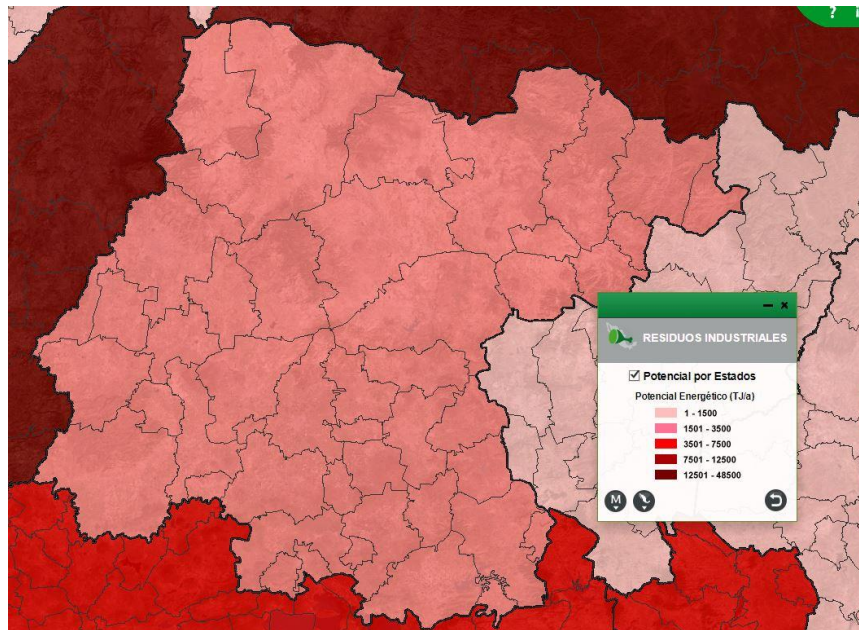 ?
RESIDUOS INDUSTRIALES
Potencial por Estados
Potencial Energético (TJ/a)
1 - 1500
1501 - 3500
3501 - 7500
7501 - 12500
12501 - 48500
M